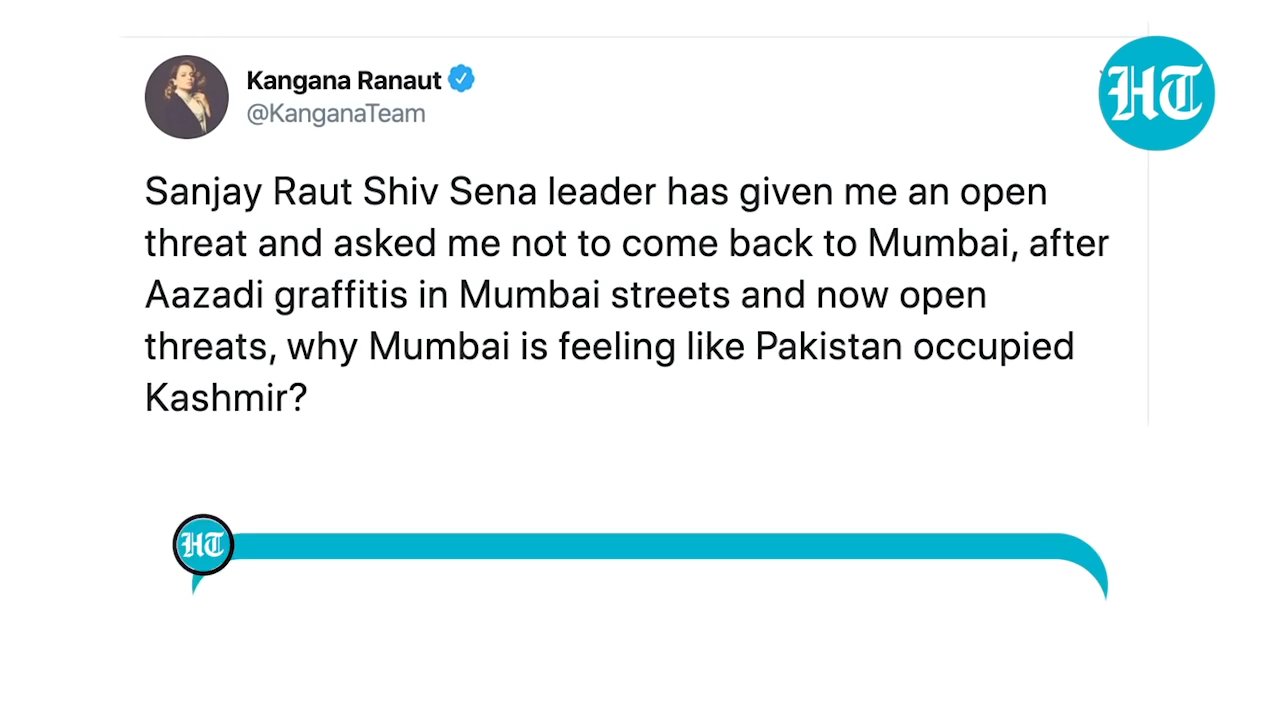 HT
Kangana Ranaut
@KanganaTeam
Sanjay Raut Shiv Sena leader has given me an open
threat and asked me not to come back to Mumbai, after
Aazadi graffitis in Mumbai streets and now open
threats, why Mumbai is feeling like Pakistan occupied
Kashmir?
HT